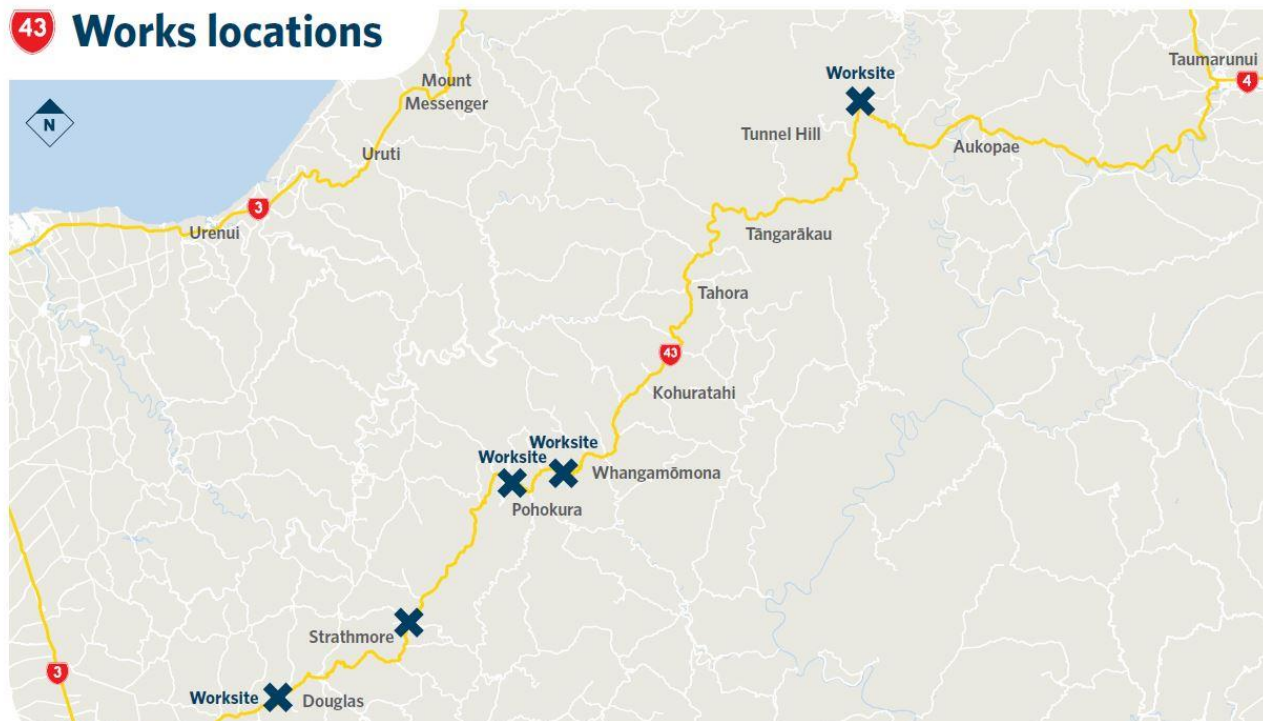 43 Works locations
N
Mount
Messenger
Uruti
3
Urenui
Worksite
Tunnel Hill
Taumarunui
4
Aukopae
Tāngarākau
Tahora
43
Kohuratahi
Worksite
Worksite
Whangamōmona
Pohokura
Strathmore
3
Worksite
Douglas